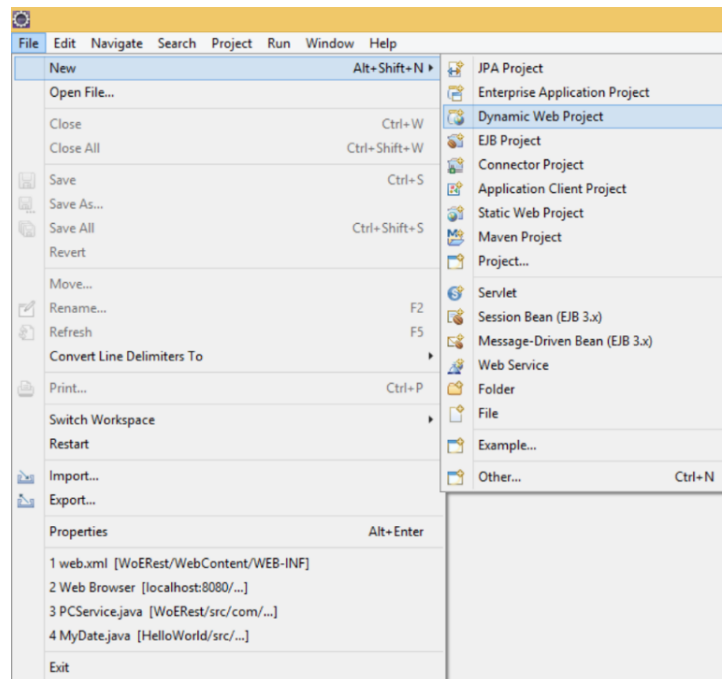 File Edit Navigate Search Project Run Window Help
New Alt+Shift+N
Open File...
Close Ctrl+W
Close All Ctrl+Shift+W
Save Ctrl+S
Save As...
Save All Ctrl+Shift+S
Revert
Move...
Rename... F2
Refresh F5
Convert Line Delimiters To
Print... Ctrl+P
Switch Workspace
Restart
Import...
Export...
Properties Alt+Enter
1 web.xml [WoERest/WebContent/WEB-INF]
2 Web Browser [localhost:8080/...]
3 PCService.java [WoERest/src/com/...]
4 MyDate.java [HelloWorld/src/...]
Exit
JPA Project
Enterprise Application Project
Dynamic Web Project
EJB Project
Connector Project
Application Client Project
Static Web Project
Maven Project
Project...
Servlet
Session Bean (EJB 3.x)
Message-Driven Bean (EJB 3.x)
Web Service
Folder
File
Example...
Other... Ctrl+N